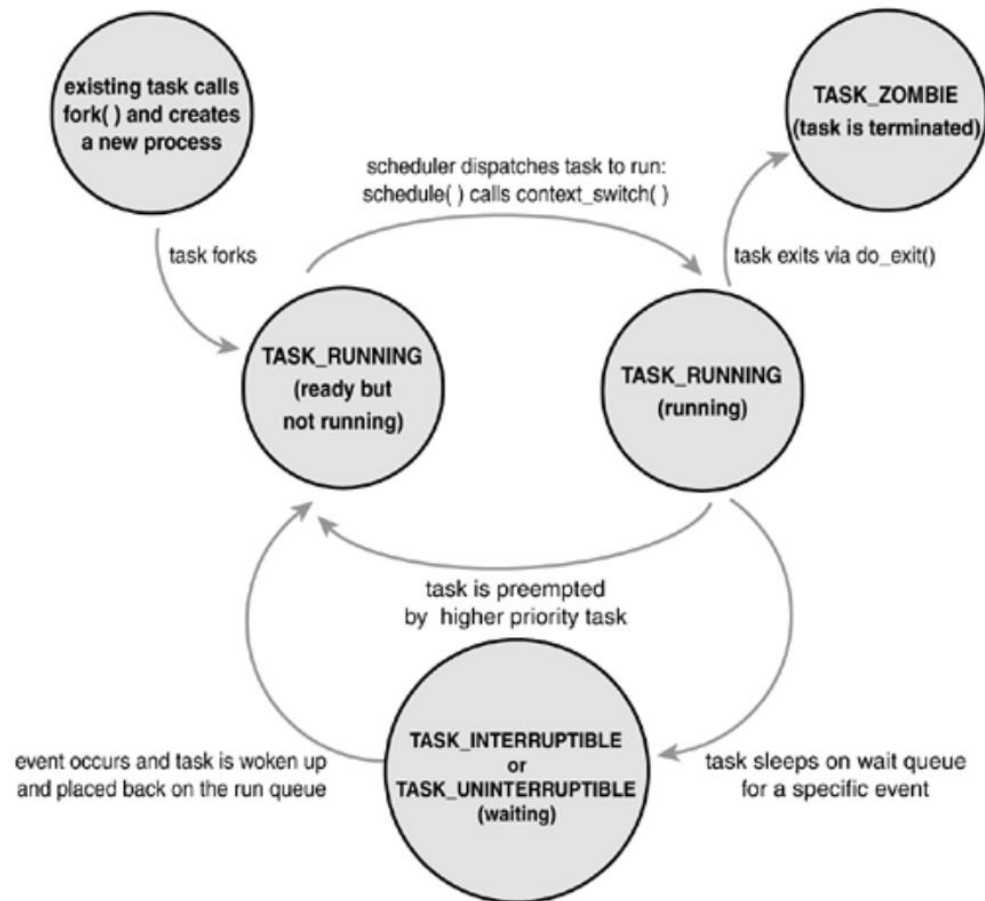 existing task calls
fork( ) and creates
a new process
TASK_ZOMBIE
(task is terminated)
scheduler dispatches task to run:
schedule( ) calls context_switch( )
task forks
task exits via do_exit()
TASK_RUNNING
(ready but
not running)
TASK_RUNNING
(running)
task is preempted
by higher priority task
TASK_INTERRUPTIBLE
or
TASK_UNINTERRUPTIBLE
(waiting)
event occurs and task is woken up
and placed back on the run queue
task sleeps on wait queue
for a specific event